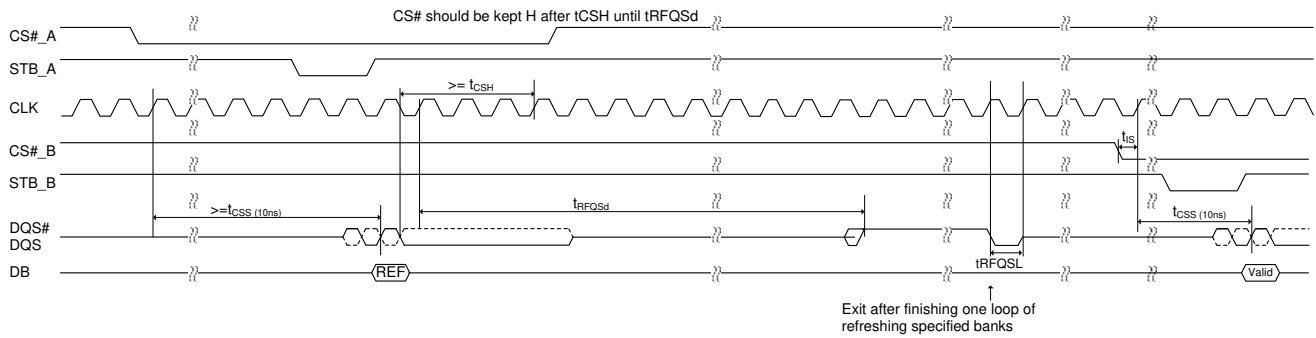 CS# should be kept H after tCSH until tRFQSd
CS#_A
STB_A
>= tCSH
CLK
CS#_B
tIS
STB_B
>=tCSS (10ns)
tRFQSd
tCSS (10ns)
DQS#
DQS
tRFQSL
DB
REF
Valid
Exit after finishing one loop of
refreshing specified banks